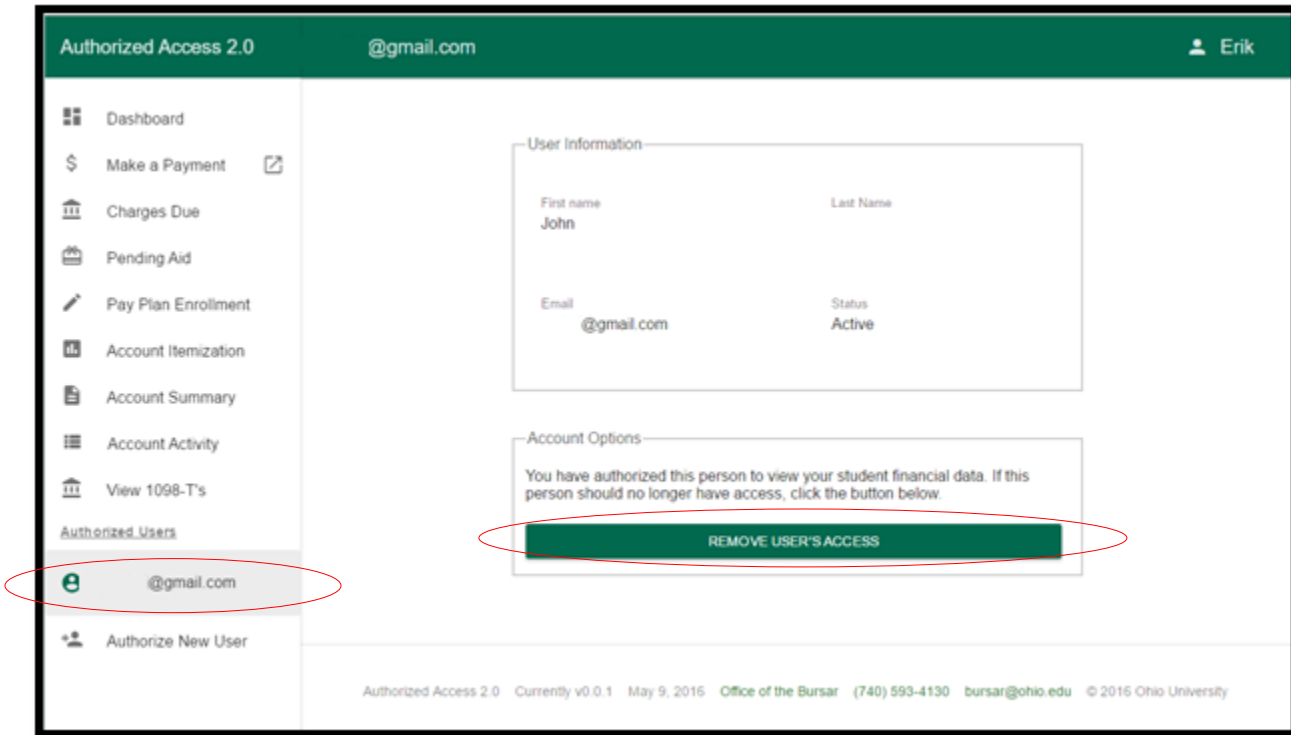 Authorized Access 2.0
@gmail.com
Erik
Dashboard
Make a Payment
Charges Due
Pending Aid
Pay Plan Enrollment
Account Itemization
Account Summary
Account Activity
View 1098-T's
Authorized Users
@gmail.com
Authorize New User
User Information
First name
Last Name
John
Email
Status
@gmail.com
Active
Account Options
You have authorized this person to view your student financial data. If this
person should no longer have access, click the button below.
REMOVE USER'S ACCESS
Authorized Access 2.0 Currently v0.0.1 May 9, 2016 Office of the Bursar (740) 593-4130 bursar@ohio.edu © 2016 Ohio University